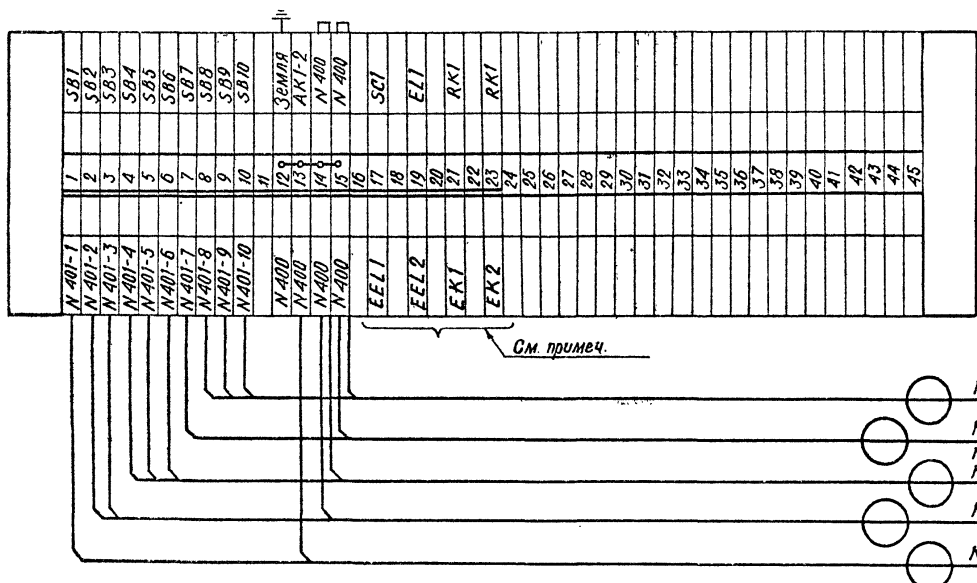 SB1 SB2 SB3 SB4 SB5 SB6 SB7 SB8 SB9 SB10 Земля АК1-2 N 400 N 400 SC1 EL1 RK1 RK1
1 2 3 4 5 6 7 8 9 10 11 12 13 14 15 16 17 18 19 20 21 22 23 24 25 26 27 28 29 30 31 32 33 34 35 36 37 38 39 40 41 42 43 44 45
N 401-1 N 401-2 N 401-3 N 401-4 N 401-5 N 401-6 N 401-7 N 401-8 N 401-9 N 401-10 N 400 N 400 N 400 N 400 EEL1 EEL2 EK1 EK2
См. примеч.